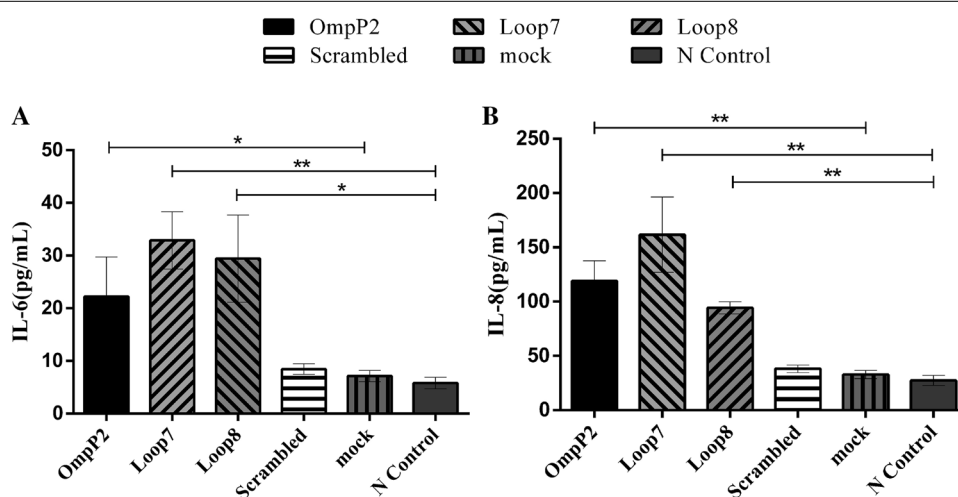 OmpP2 Loop7 Loop8
Scrambled mock N Control
A
IL-6(pg/mL)
50
40
30
20
10
0
*
**
*
OmpP2 Loop7 Loop8 Scrambled mock N Control
B
IL-8(pg/mL)
250
200
150
100
50
0
**
**
**
OmpP2 Loop7 Loop8 Scrambled mock N Control